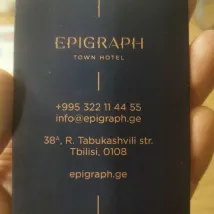 EPIGRAPH
TOWN HOTEL
+995 322 11 44 55
info@epigraph.ge
38ᴬ, R. Tabukashvili str.
Tbilisi, 0108
epigraph.ge